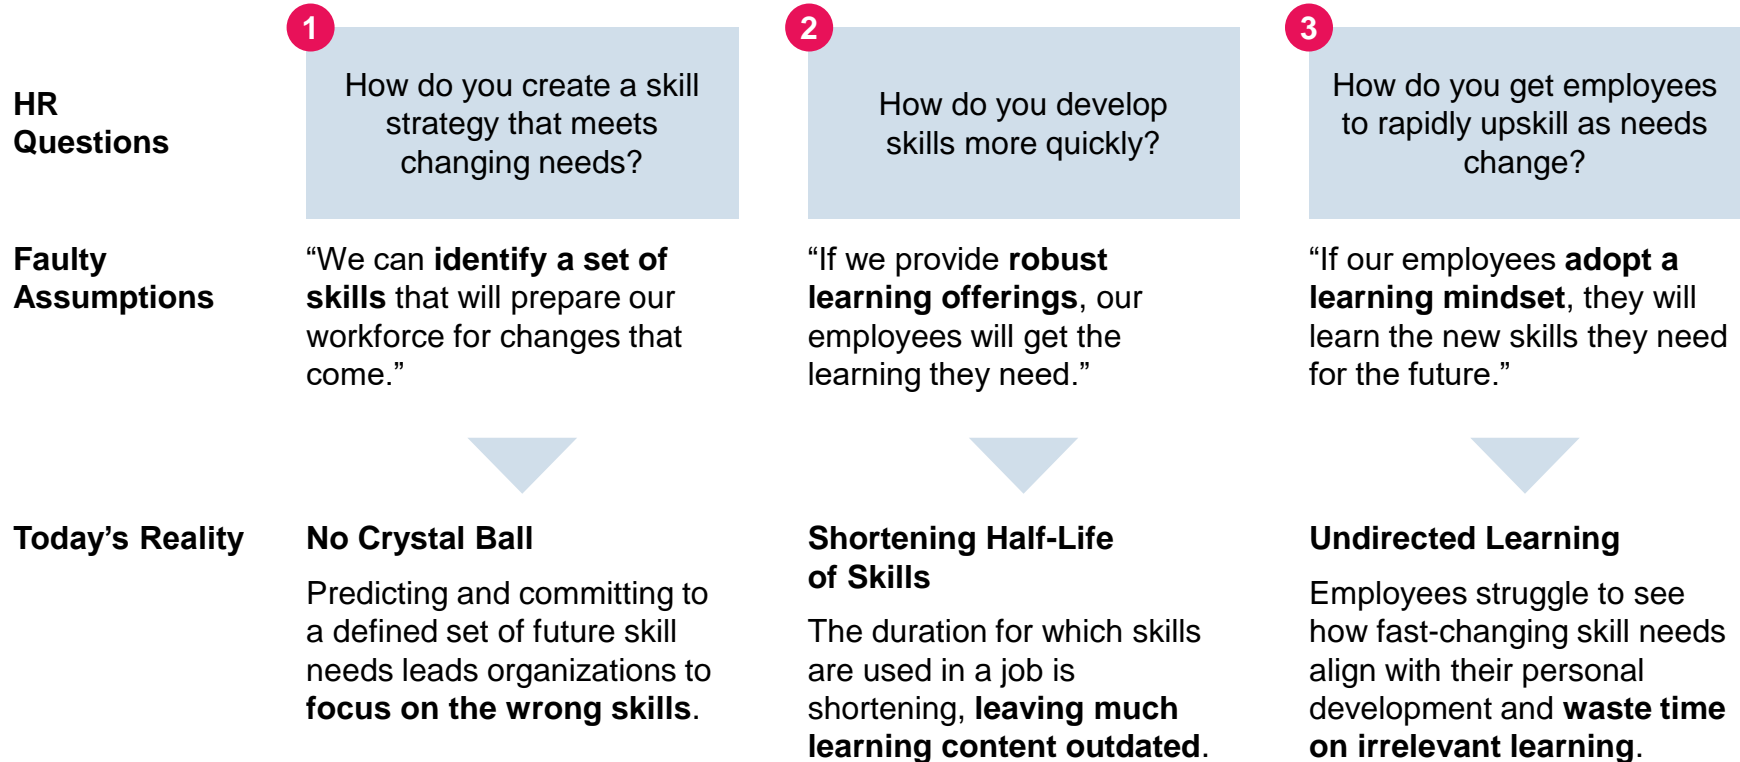 1
2
3
HR
Questions
How do you create a skill
strategy that meets
changing needs?
How do you develop
skills more quickly?
How do you get employees
to rapidly upskill as needs
change?
Faulty
Assumptions
“We can identify a set of
skills that will prepare our
workforce for changes that
come.”
“If we provide robust
learning offerings, our
employees will get the
learning they need.”
“If our employees adopt a
learning mindset, they will
learn the new skills they need
for the future.”
Today’s Reality
No Crystal Ball
Predicting and committing to
a defined set of future skill
needs leads organizations to
focus on the wrong skills.
Shortening Half-Life
of Skills
The duration for which skills
are used in a job is
shortening, leaving much
learning content outdated.
Undirected Learning
Employees struggle to see
how fast-changing skill needs
align with their personal
development and waste time
on irrelevant learning.